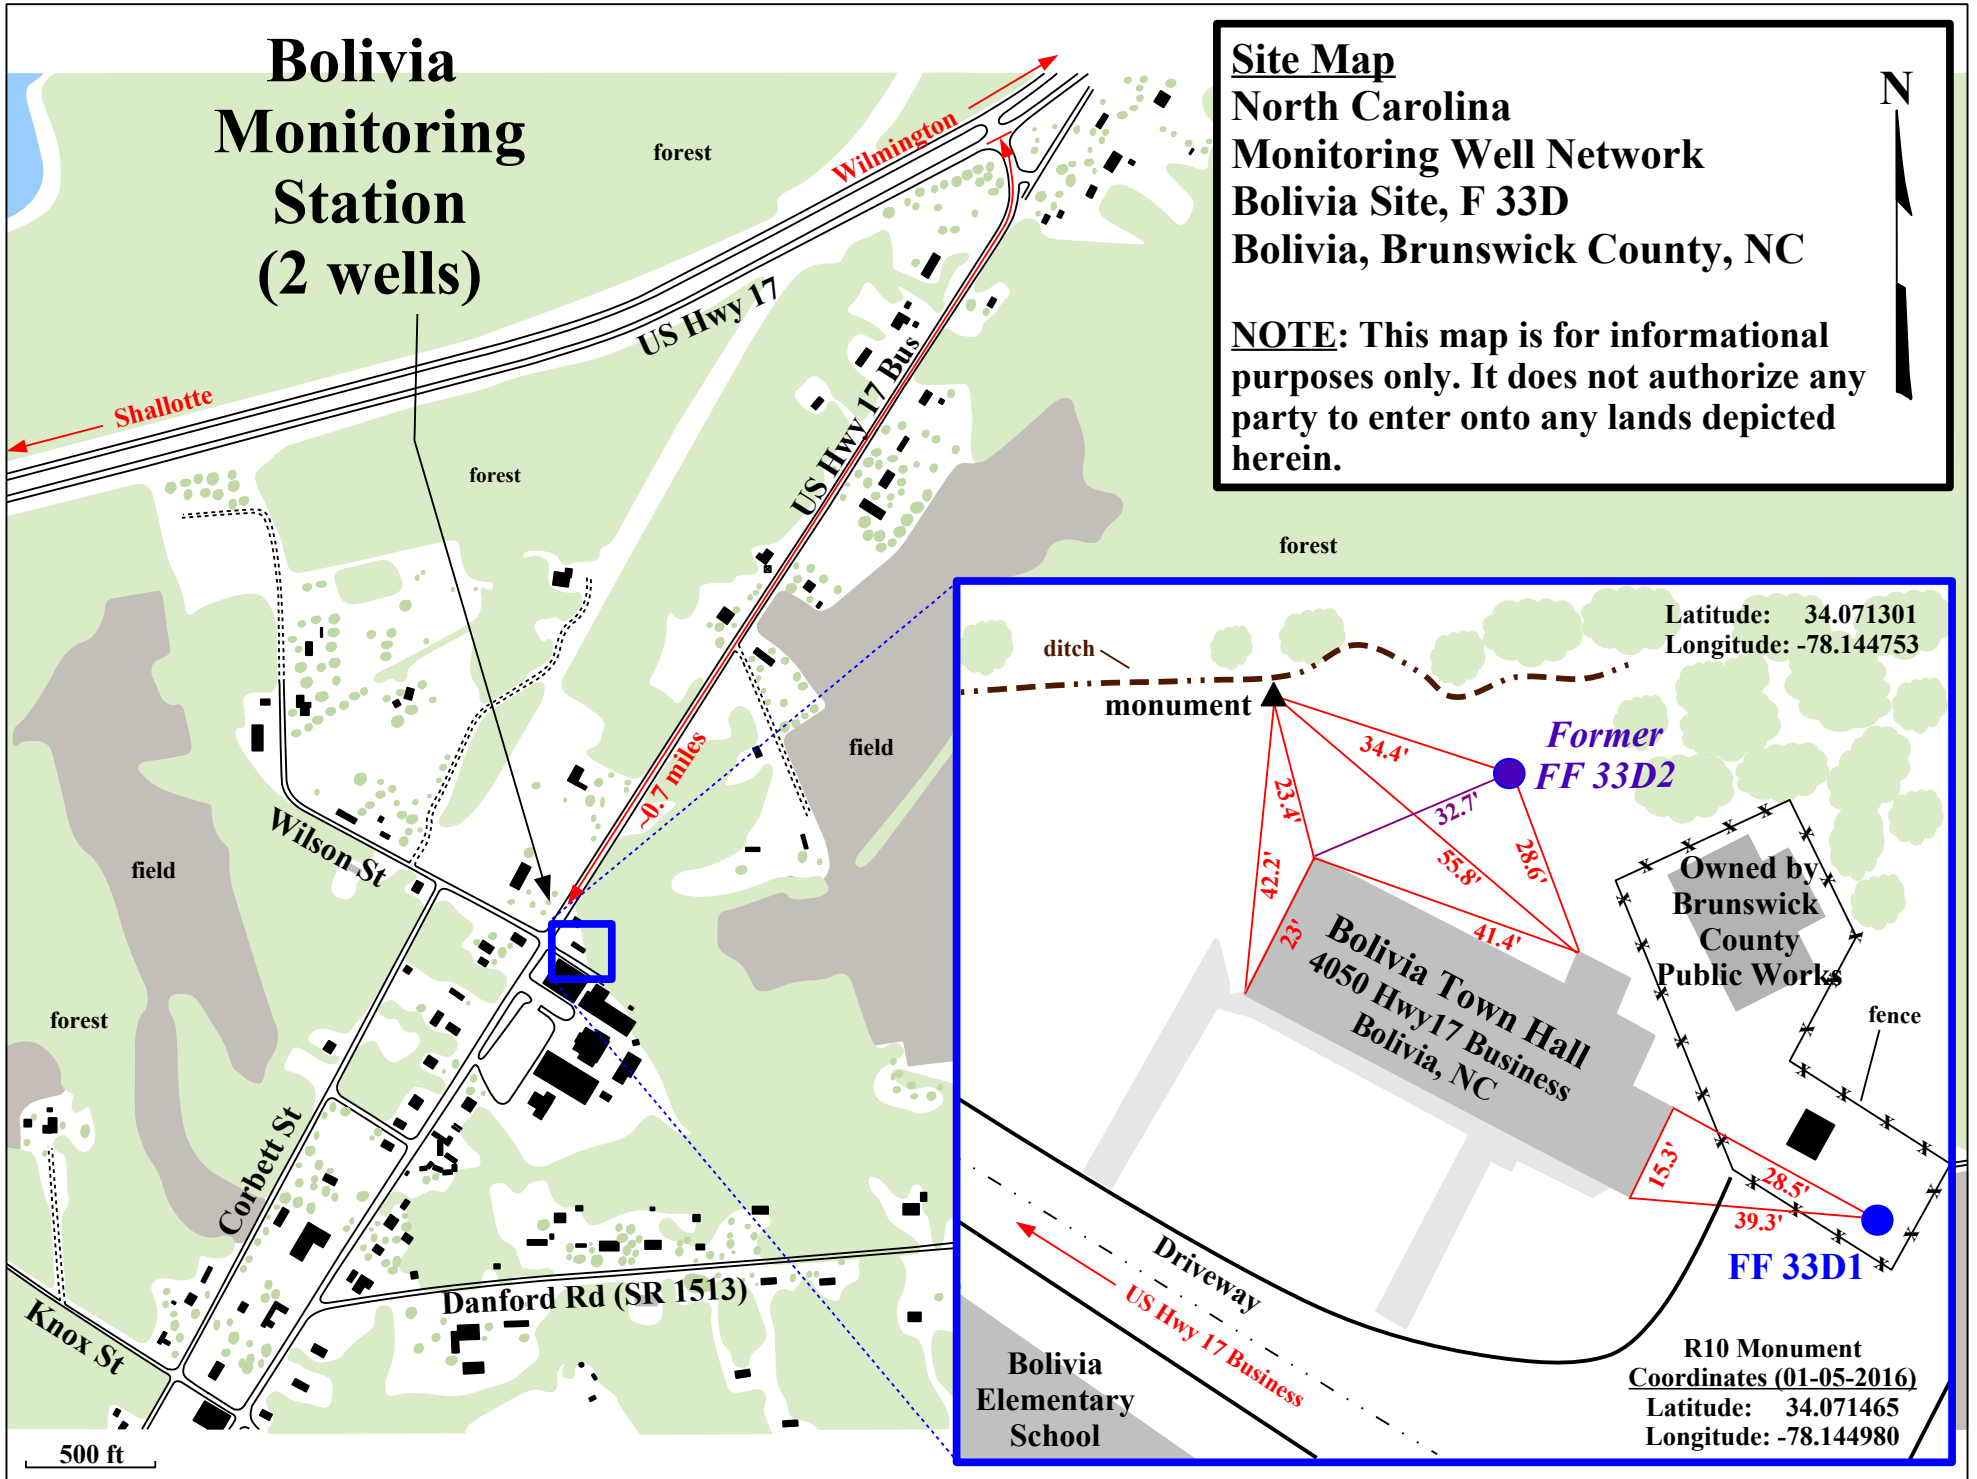 Bolivia
Monitoring
Station
(2 wells)
Site Map
North Carolina
Monitoring Well Network
Bolivia Site, F 33D
Bolivia, Brunswick County, NC
NOTE: This map is for informational
purposes only. It does not authorize any
party to enter onto any lands depicted
herein.
N
forest
Wilmington
US Hwy 17
Shallotte
US Hwy 17 Bus
forest
forest
~0.7 miles
field
Wilson St
field
forest
Corbett St
Knox St
Danford Rd (SR 1513)
500 ft
Latitude: 34.071301
Longitude: -78.144753
ditch
monument
Former
FF 33D2
34.4'
23.4'
32.7'
42.2'
55.8'
28.6'
23'
41.4'
Bolivia Town Hall
4050 Hwy17 Business
Bolivia, NC
Owned by
Brunswick
County
Public Works
fence
15.3'
28.5'
39.3'
FF 33D1
Driveway
US Hwy 17 Business
Bolivia
Elementary
School
R10 Monument
Coordinates (01-05-2016)
Latitude: 34.071465
Longitude: -78.144980